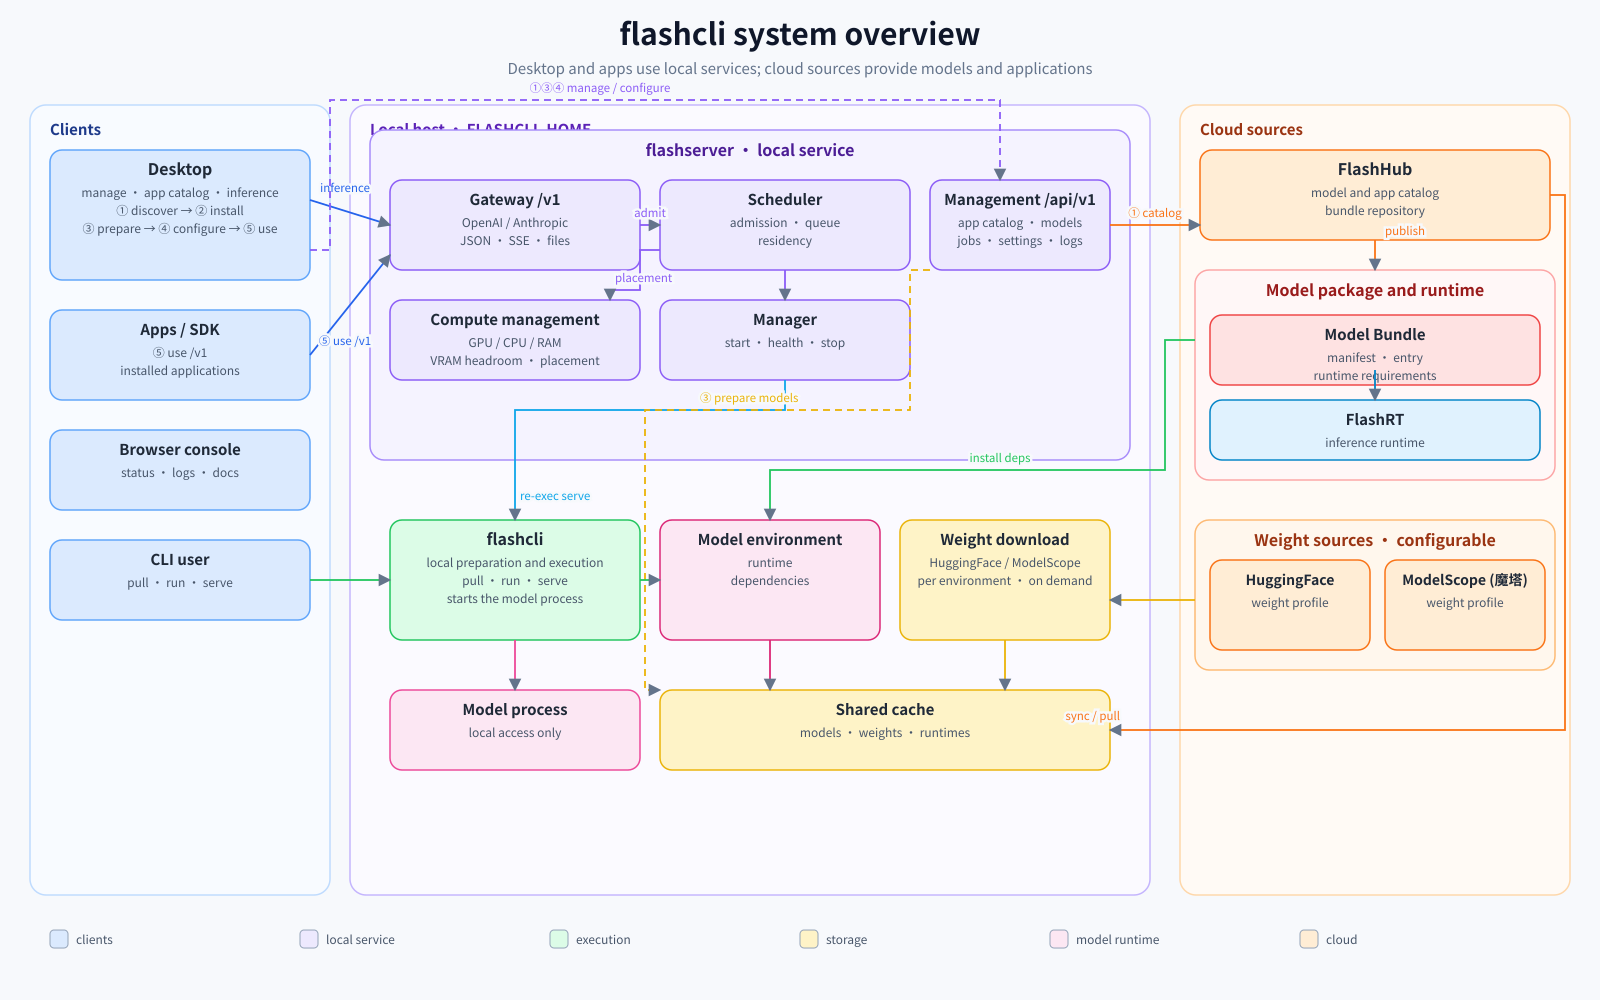 flashcli system overview
Desktop and apps use local services; cloud sources provide models and applications
①③④ manage / configure
Clients
Desktop
manage • app catalog • inference
① discover → ② install
③ prepare → ④ configure → ⑤ use
inference
Apps / SDK
⑤ use /v1
installed applications
⑤ use /v1
Browser console
status • logs • docs
CLI user
pull • run • serve
Local host • FLASHCLI_HOME
flashserver • local service
Gateway /v1
OpenAI / Anthropic
JSON • SSE • files
admit
Scheduler
admission • queue
residency
Management /api/v1
app catalog • models
jobs • settings • logs
placement
Compute management
GPU / CPU / RAM
VRAM headroom • placement
Manager
start • health • stop
③ prepare models
install deps
re-exec serve
flashcli
local preparation and execution
pull • run • serve
starts the model process
Model environment
runtime
dependencies
Weight download
HuggingFace / ModelScope
per environment • on demand
Model process
local access only
Shared cache
models • weights • runtimes
sync / pull
① catalog
Cloud sources
FlashHub
model and app catalog
bundle repository
publish
Model package and runtime
Model Bundle
manifest • entry
runtime requirements
FlashRT
inference runtime
Weight sources • configurable
HuggingFace
weight profile
ModelScope (魔塔)
weight profile
clients
local service
execution
storage
model runtime
cloud